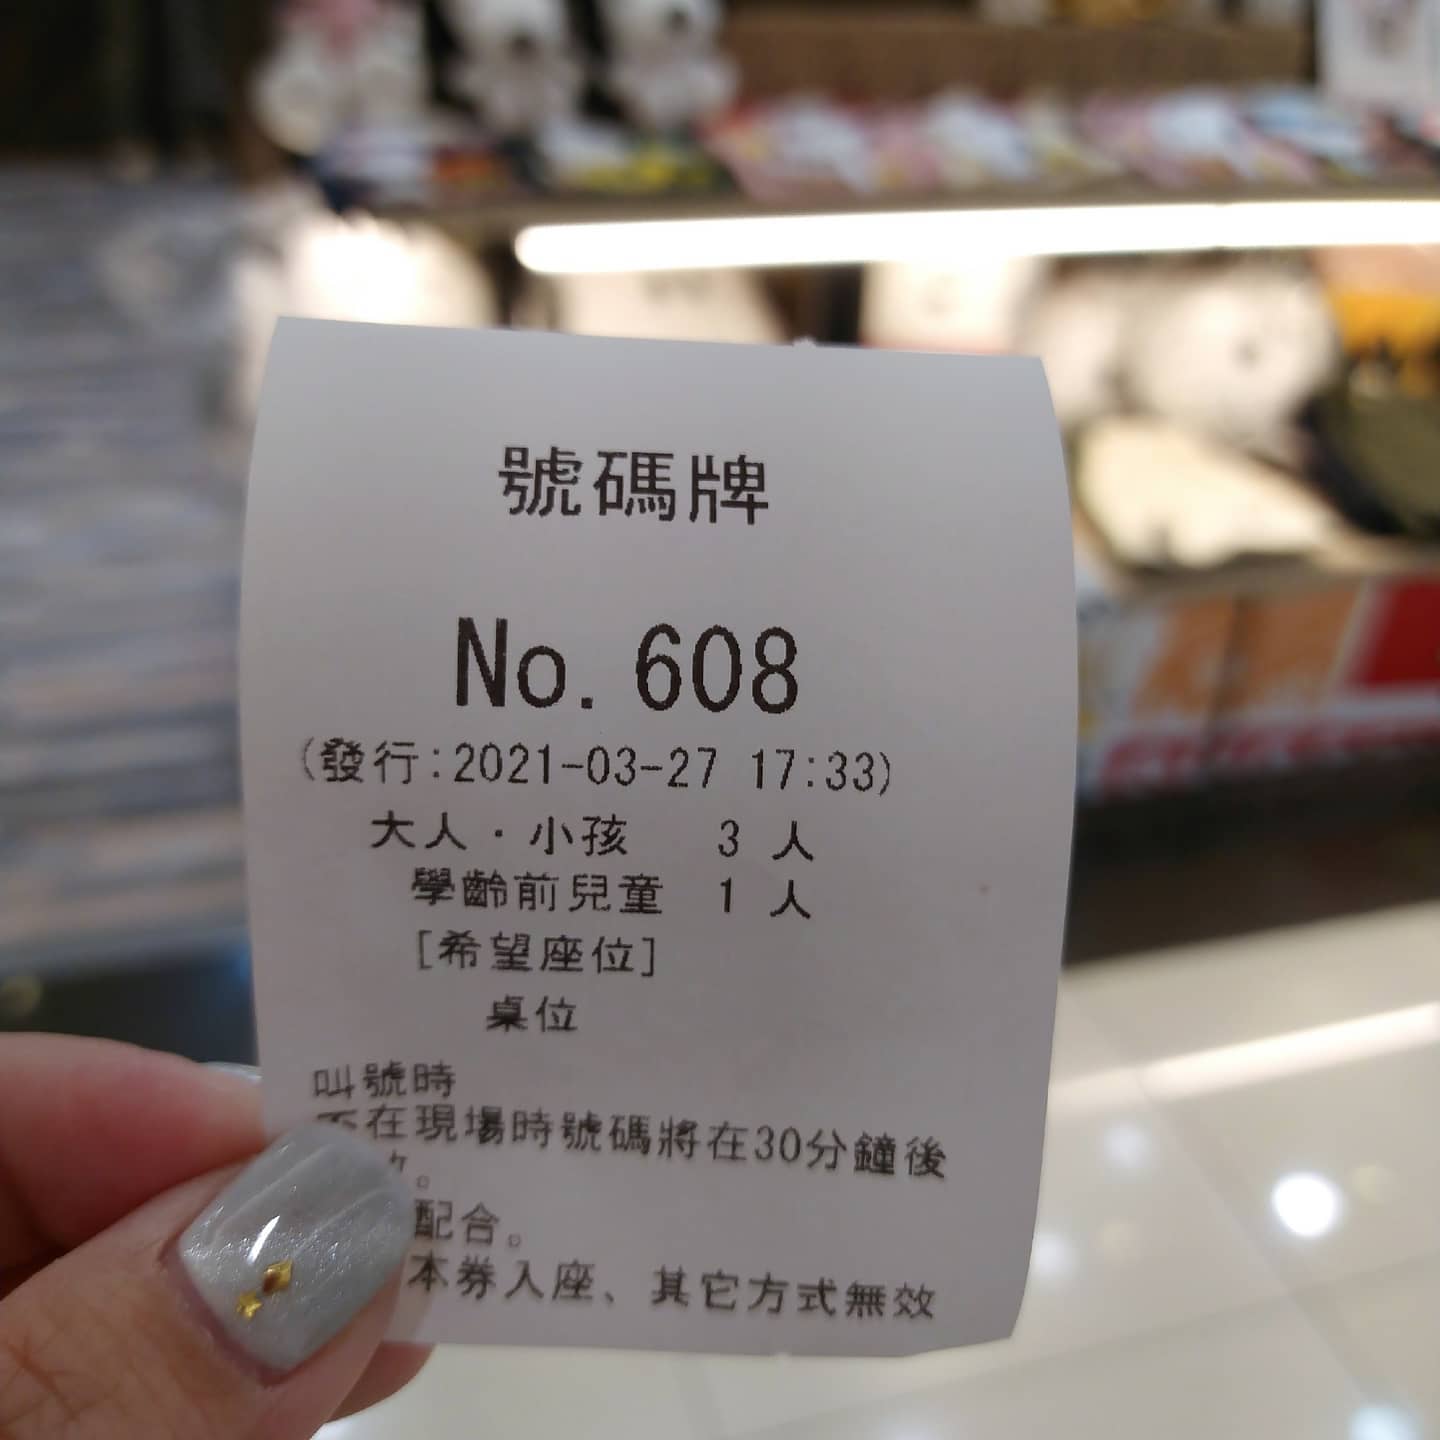 號碼牌
No. 608
(發行:2021-03-27 17:33)
大人・小孩 3 人
學齡前兒童 1 人
[希望座位]
桌位
叫號時
不在現場時號碼將在30分鐘後
。
配合。
本券入座、其它方式無效